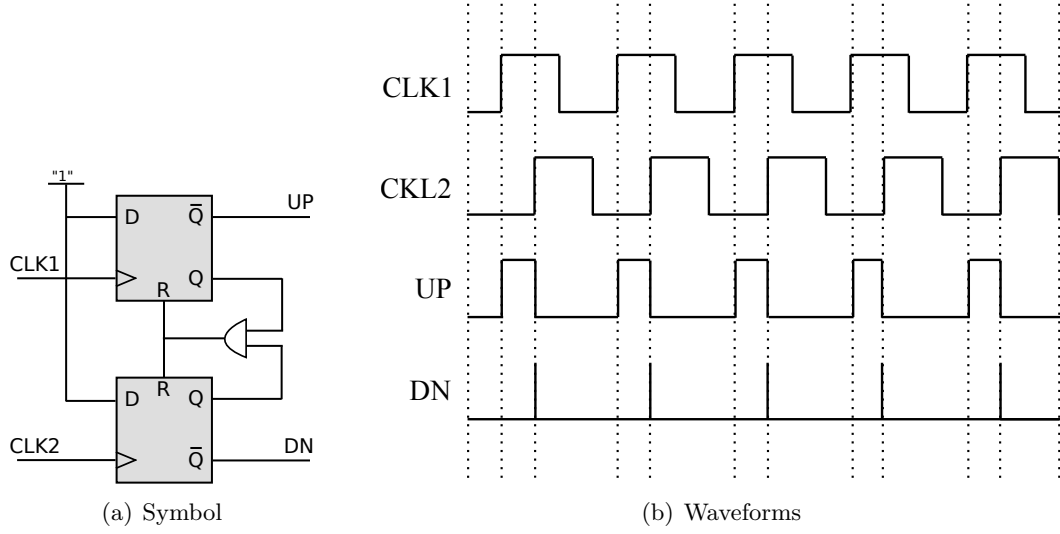 "1"
D
Q̅
UP
CLK1
Q
R
R
D
Q
CLK2
Q̅
DN
(a) Symbol
CLK1
CKL2
UP
DN
(b) Waveforms